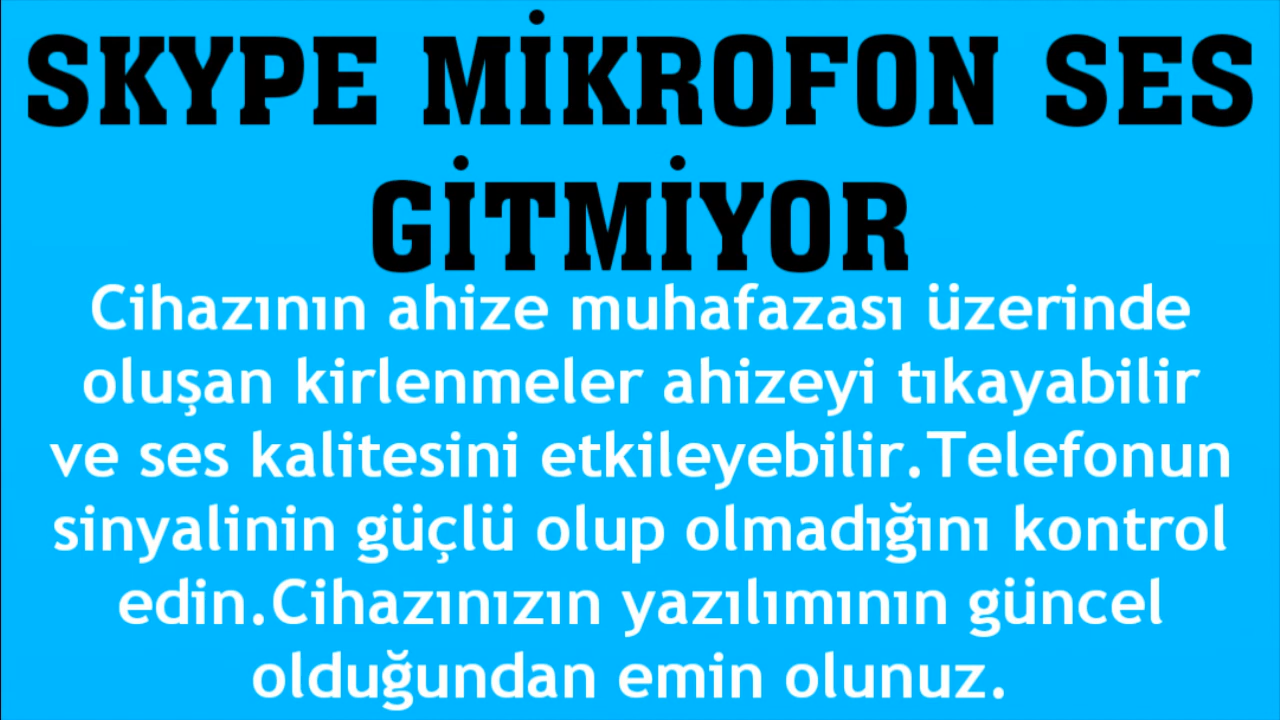 SKYPE MİKROFON SES
GİTMİYOR
Cihazının ahize muhafazası üzerinde
oluşan kirlenmeler ahizeyi tıkayabilir
ve ses kalitesini etkileyebilir.Telefonun
sinyalinin güçlü olup olmadığını kontrol
edin.Cihazınızın yazılımının güncel
olduğundan emin olunuz.